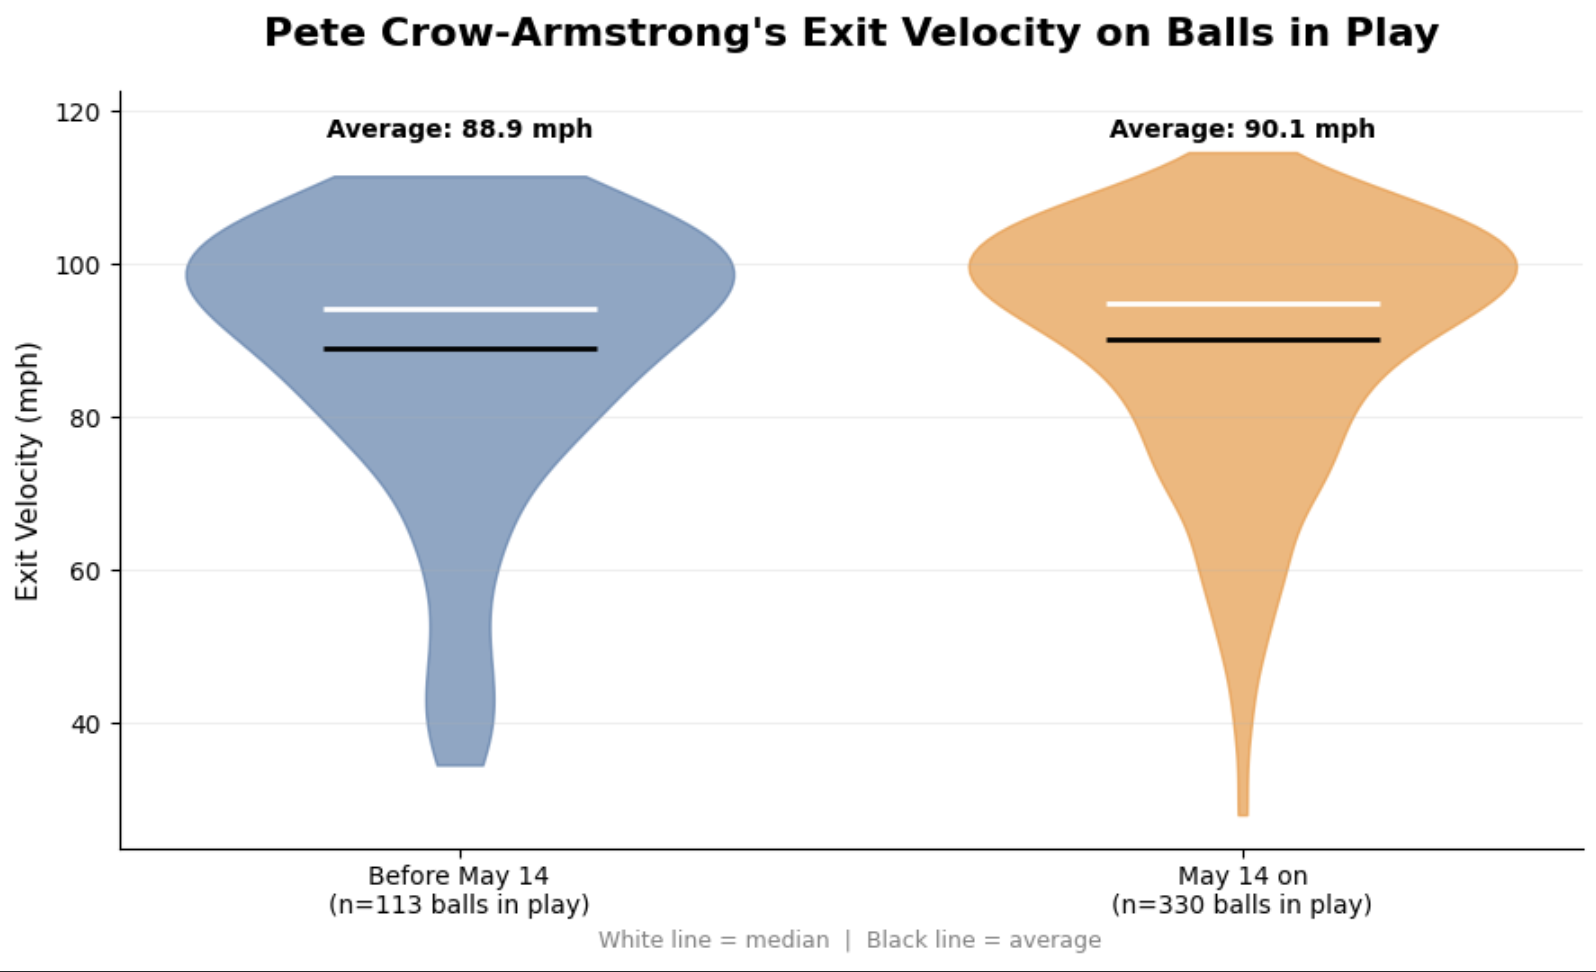 Pete Crow-Armstrong's Exit Velocity on Balls in Play
120
Average: 88.9 mph
Average: 90.1 mph
100
80
60
40
Exit Velocity (mph)
Before May 14
(n=113 balls in play)
May 14 on
(n=330 balls in play)
White line = median | Black line = average